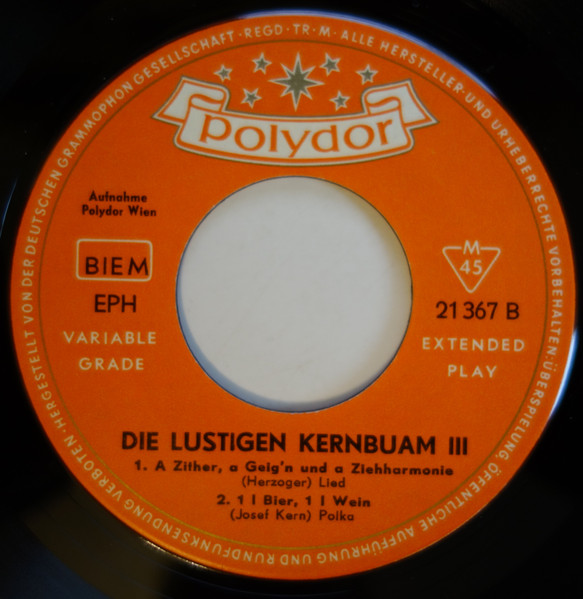 HERGESTELLT VON DER DEUTSCHEN GRAMMOPHON GESELLSCHAFT · REGD · TR · M · ALLE HERSTELLER- UND URHEBERRECHTE VORBEHALTEN · ÜBERSPIELUNG ÖFFENTLICHE AUFFÜHRUNG UND RUNDFUNKSENDUNG VERBOTEN ·
polydor
Aufnahme
Polydor Wien
BIEM
M
45
EPH
21 367 B
VARIABLE
GRADE
EXTENDED
PLAY
DIE LUSTIGEN KERNBUAM III
1. A Zither, a Geig'n und a Ziehharmonie
(Herzoger) Lied
2. 1 l Bier, 1 l Wein
(Josef Kern) Polka